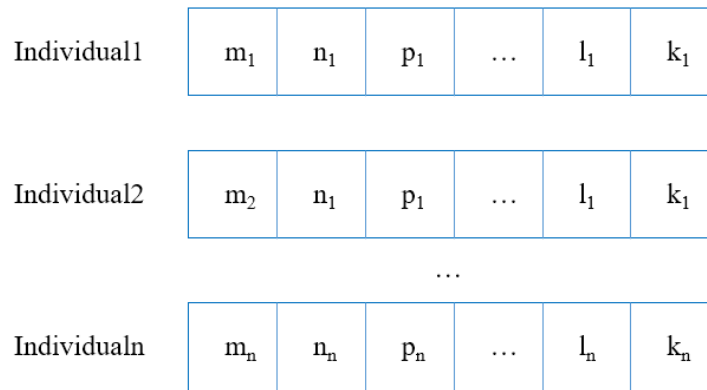 Individual1 m₁ n₁ p₁ … l₁ k₁
Individual2 m₂ n₁ p₁ … l₁ k₁
…
Individualn mₙ nₙ pₙ … lₙ kₙ